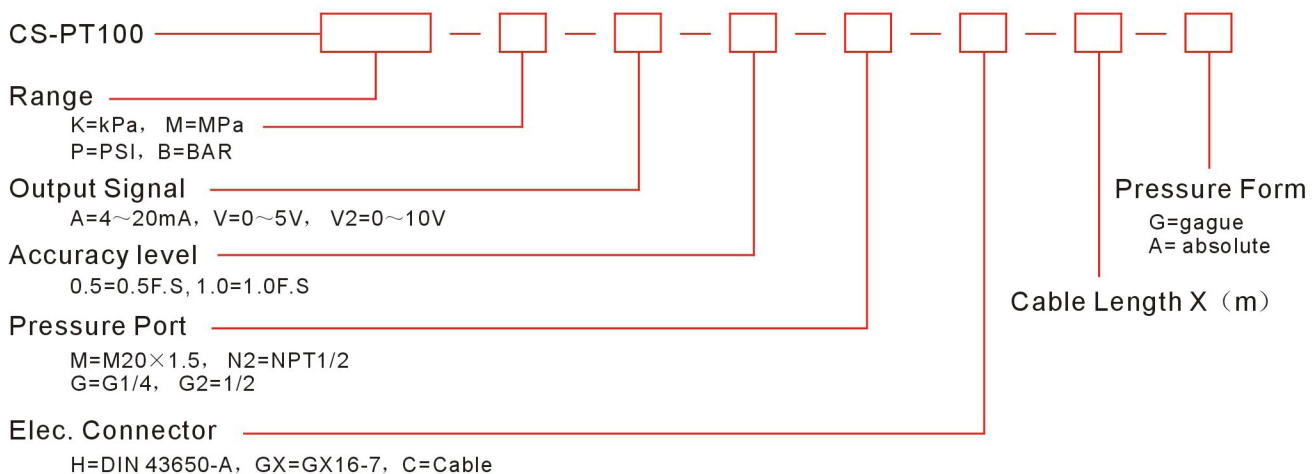 CS-PT100
Range
K=kPa, M=MPa
P=PSI, B=BAR
Output Signal
A=4～20mA, V=0～5V, V2=0～10V
Accuracy level
0.5=0.5F.S, 1.0=1.0F.S
Pressure Port
M=M20×1.5, N2=NPT1/2
G=G1/4, G2=1/2
Elec. Connector
H=DIN 43650-A, GX=GX16-7, C=Cable
Pressure Form
G=gague
A= absolute
Cable Length X（m）